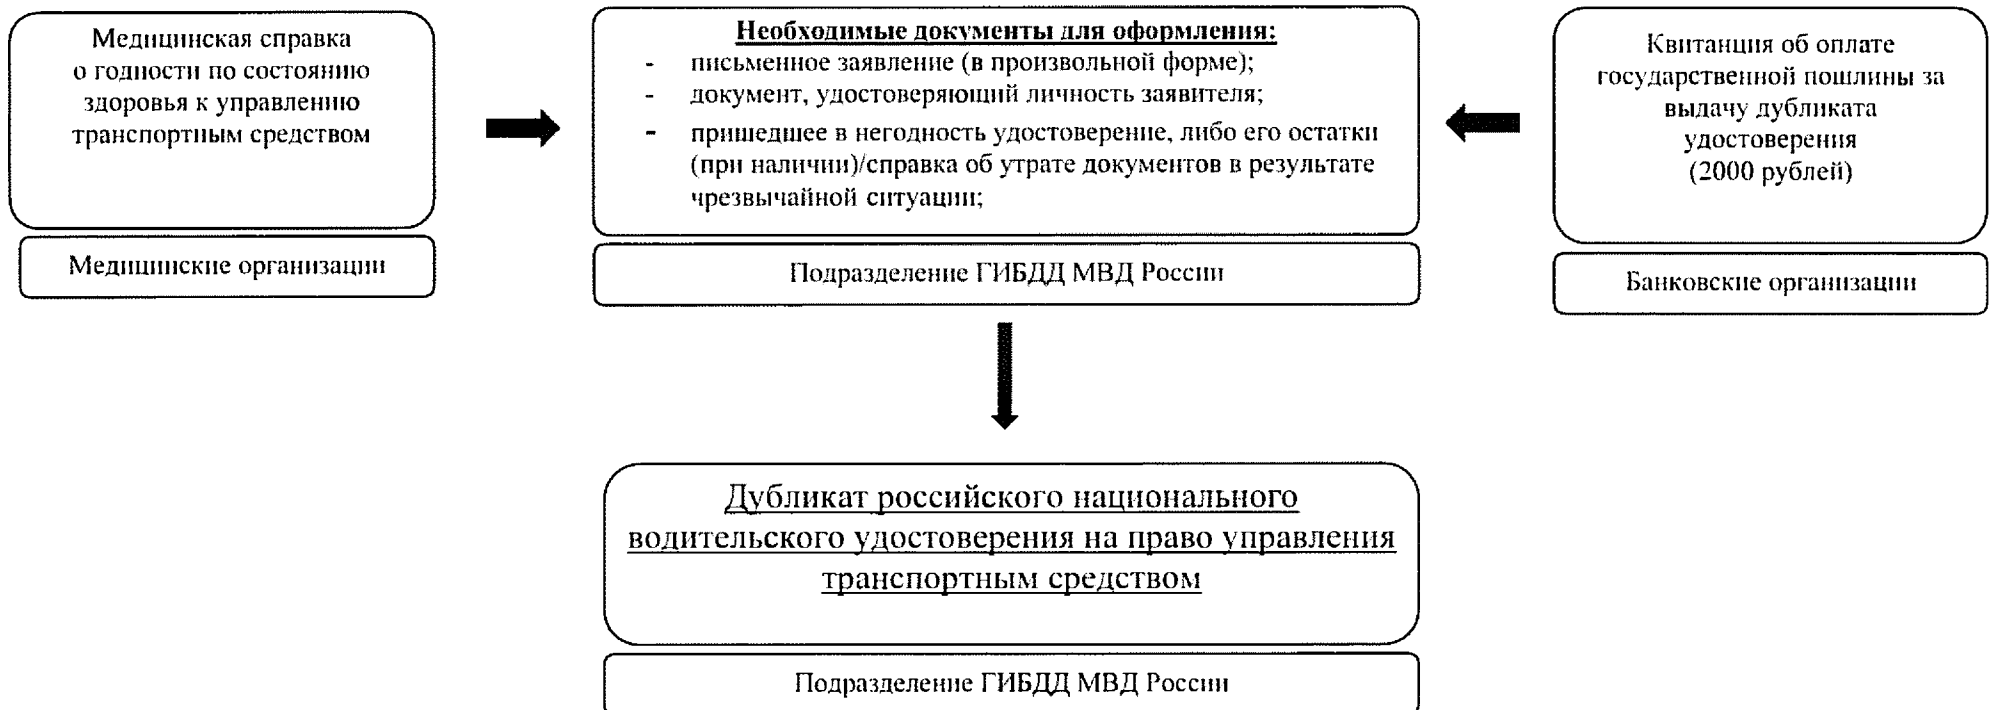 Медицинская справка
о годности по состоянию
здоровья к управлению
транспортным средством
Медицинские организации
Необходимые документы для оформления:
- письменное заявление (в произвольной форме);
- документ, удостоверяющий личность заявителя;
- пришедшее в негодность удостоверение, либо его остатки
(при наличии)/справка об утрате документов в результате
чрезвычайной ситуации;
Подразделение ГИБДД МВД России
Квитанция об оплате
государственной пошлины за
выдачу дубликата
удостоверения
(2000 рублей)
Банковские организации
Дубликат российского национального
водительского удостоверения на право управления
транспортным средством
Подразделение ГИБДД МВД России